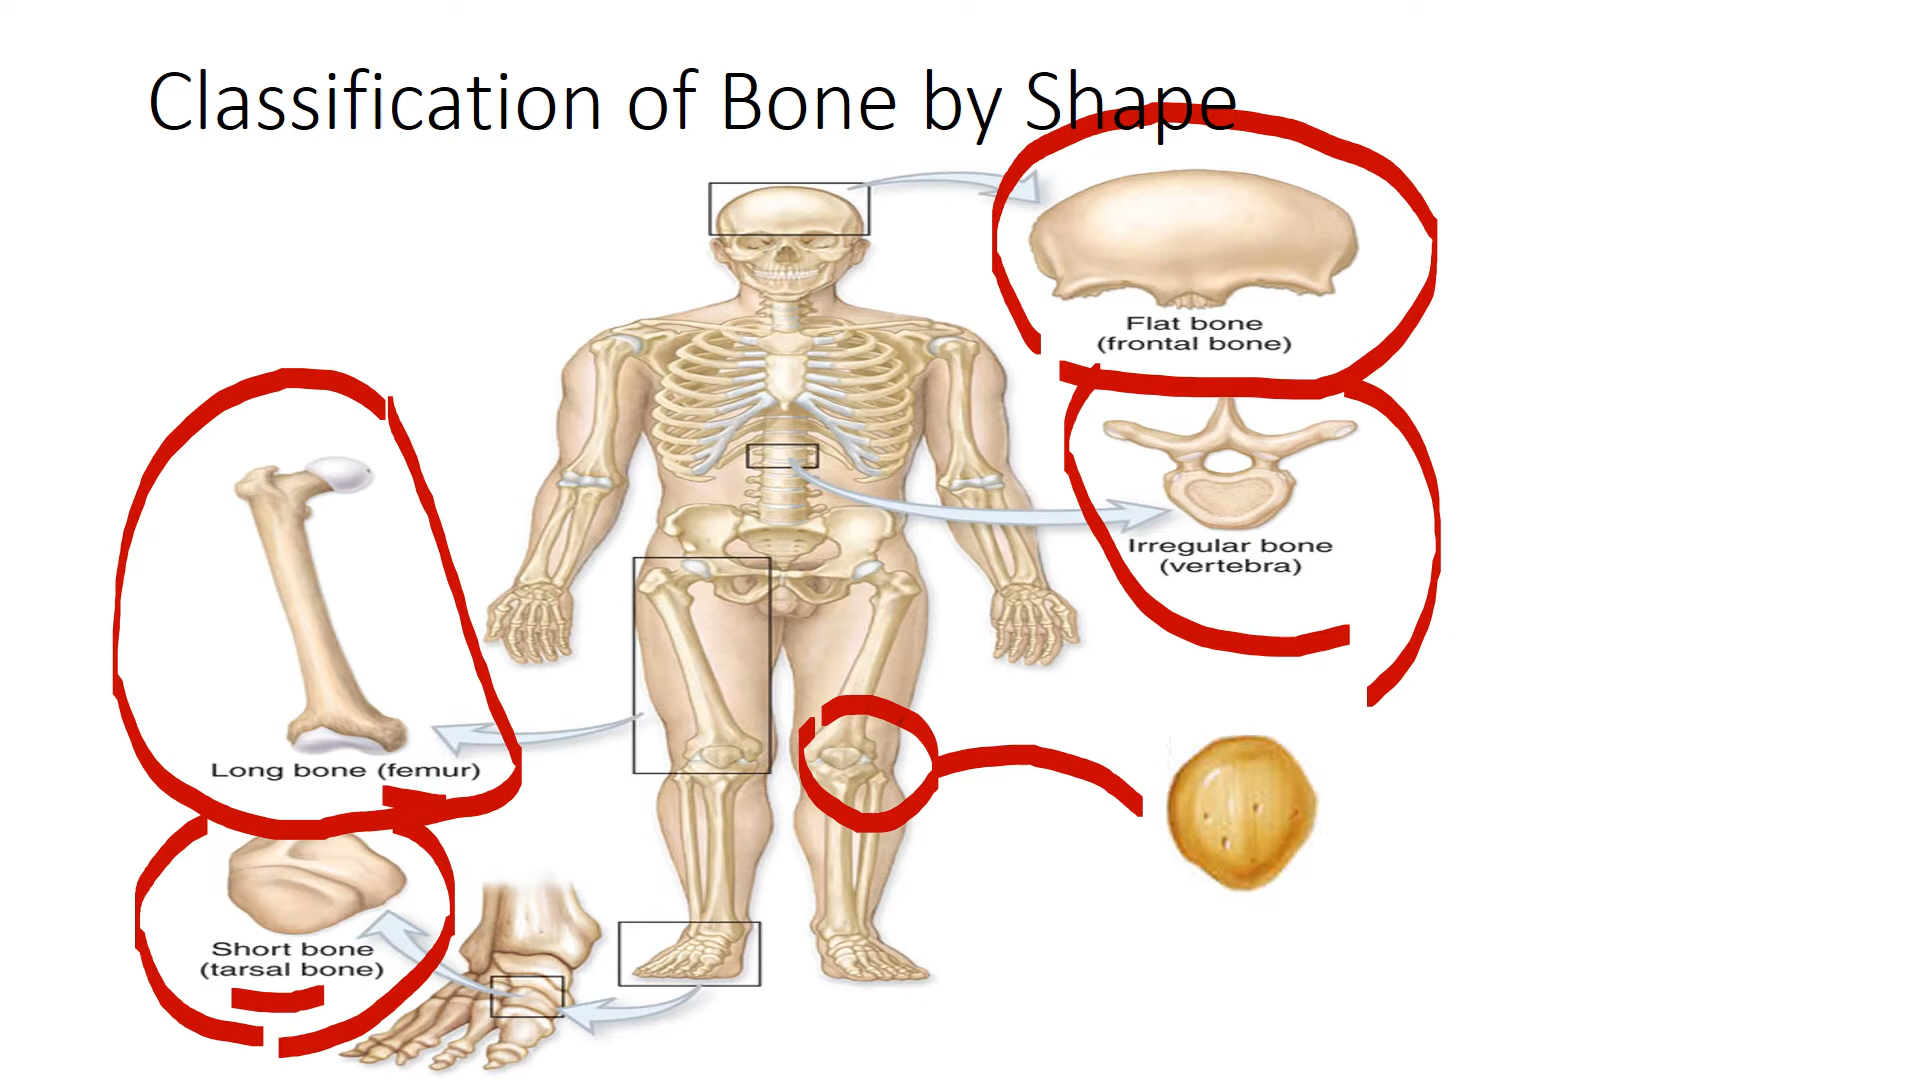 Classification of Bone by Shape
Flat bone
(frontal bone)
Irregular bone
(vertebra)
Long bone (femur)
Short bone
(tarsal bone)